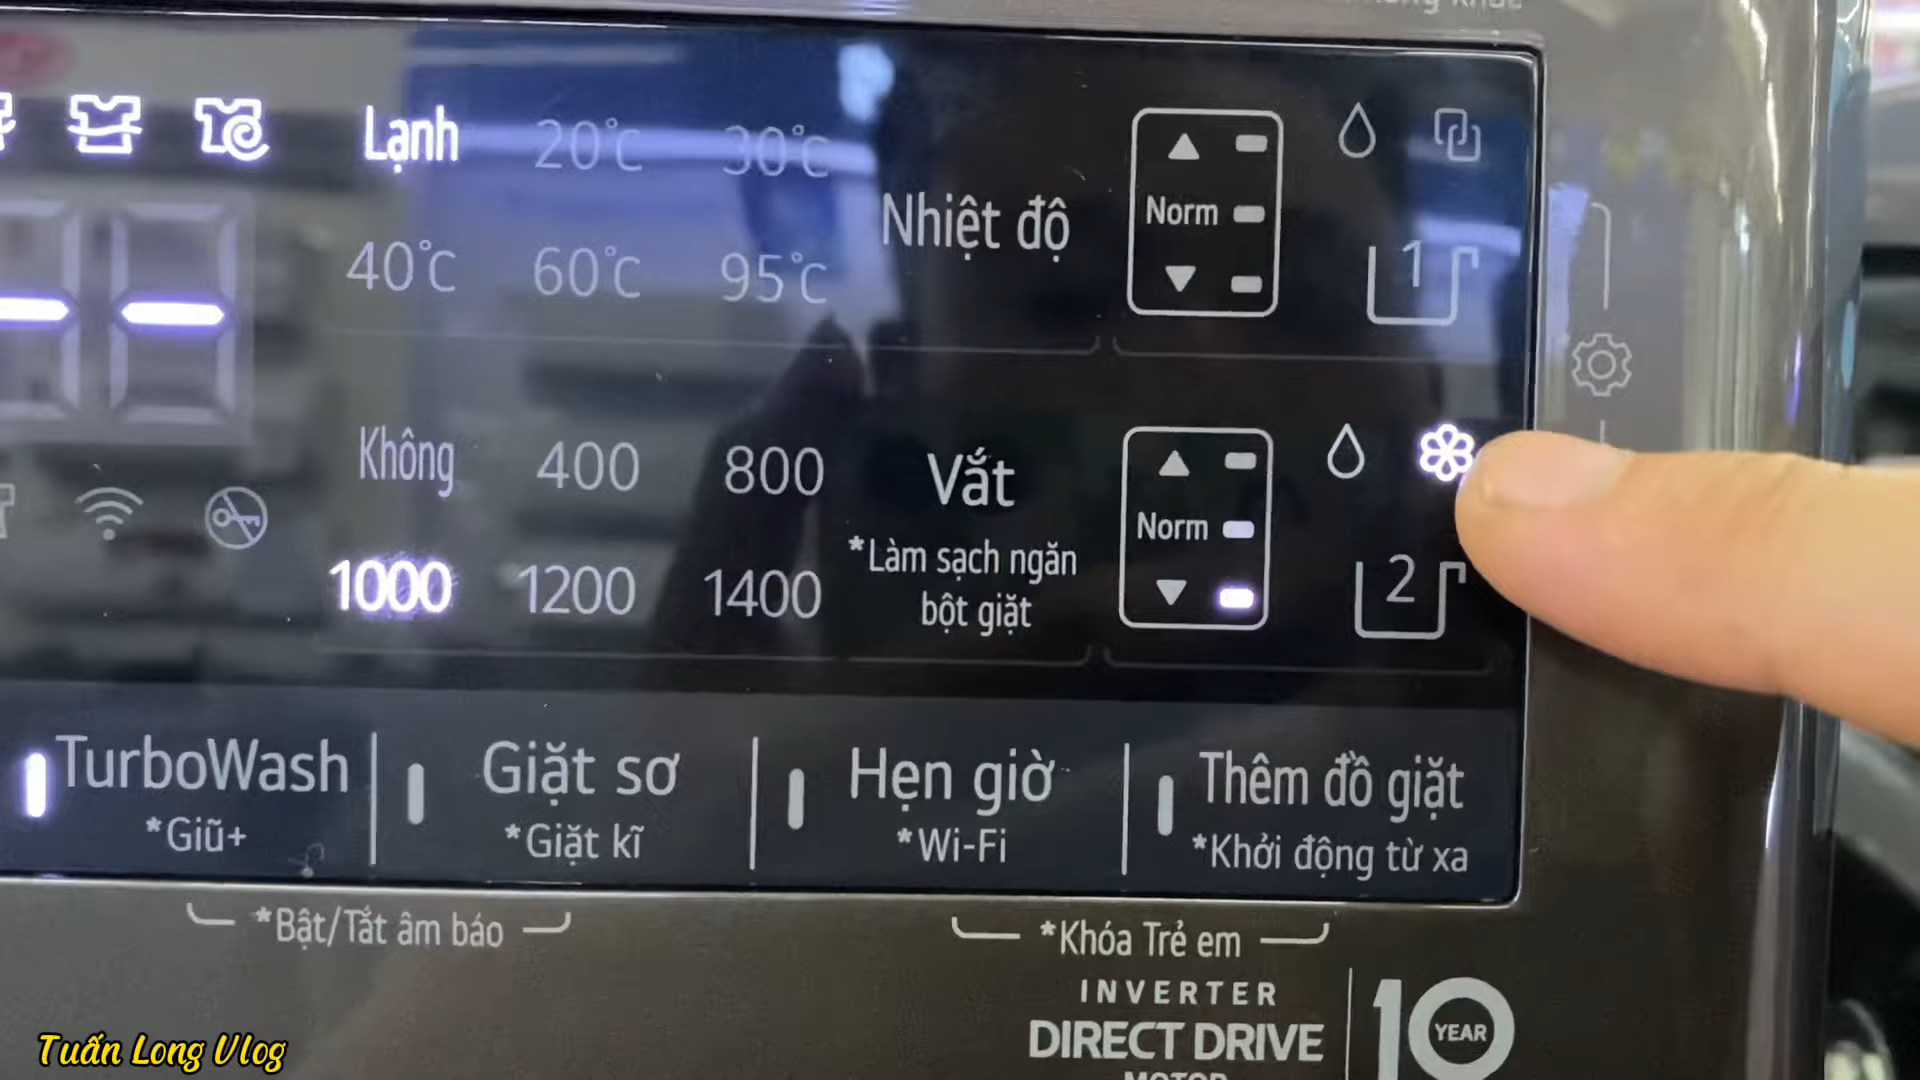 Lạnh 20°C 30°C
Nhiệt độ
Norm
1
40°C 60°C 95°C
Không 400 800
Vắt
Norm
*Làm sạch ngăn
bột giặt
2
1000 1200 1400
TurboWash
*Giũ+
Giặt sơ
*Giặt kĩ
Hẹn giờ
*Wi-Fi
Thêm đồ giặt
*Khởi động từ xa
*Bật/Tắt âm báo
*Khóa Trẻ em
INVERTER
DIRECT DRIVE
MOTOR
10
YEAR
Tuấn Long Vlog